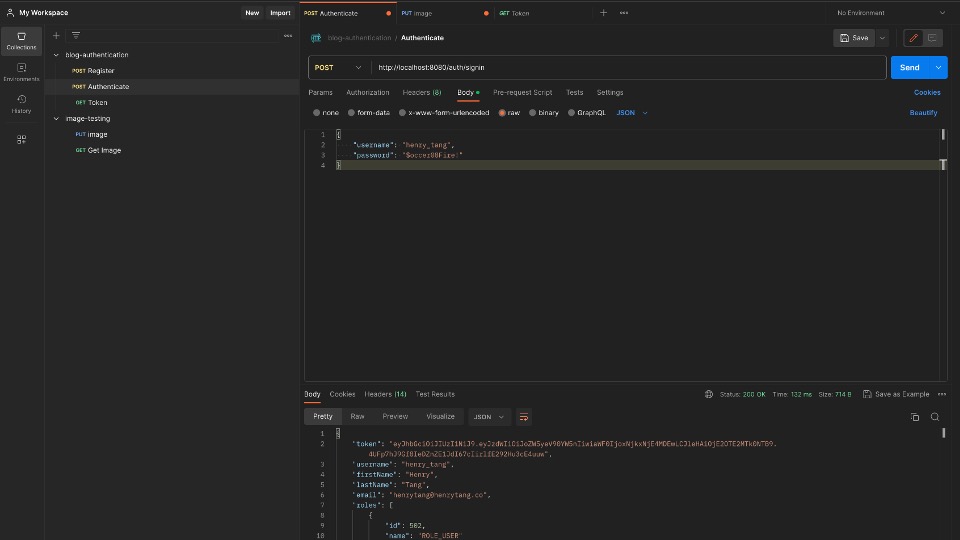 My Workspace
New
Import
POST Authenticate
PUT image
GET Token
No Environment
Collections
Environments
History
blog-authentication
POST Register
POST Authenticate
GET Token
image-testing
PUT image
GET Get Image
blog-authentication / Authenticate
Save
POST
http://localhost:8080/auth/signin
Send
Params
Authorization
Headers (8)
Body
Pre-request Script
Tests
Settings
Cookies
none
form-data
x-www-form-urlencoded
raw
binary
GraphQL
JSON
Beautify
1 {
2 "username": "henry_tang",
3 "password": "$occer88Fire!"
4 }
Body
Cookies
Headers (14)
Test Results
Status: 200 OK
Time: 132 ms
Size: 714 B
Save as Example
Pretty
Raw
Preview
Visualize
JSON
1 {
2 "token":
3 "username": "henry_tang",
4 "firstName": "Henry",
5 "lastName": "Tang",
6 "email": "henrytang@henrytang.co",
7 "roles": [
8 {
9 "id": 502,
10 "name": "ROLE_USER"